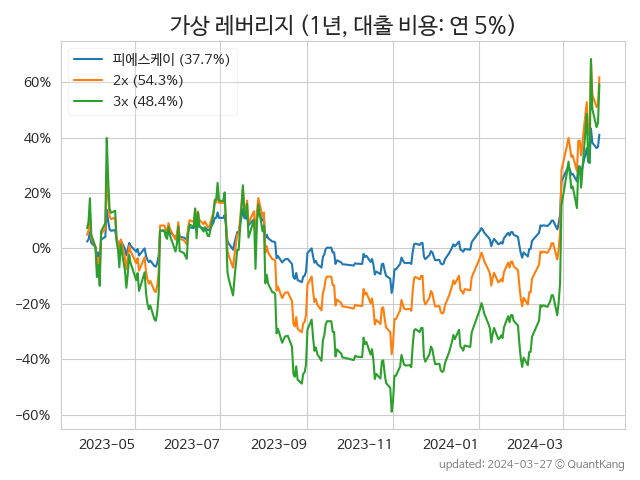 가상 레버리지 (1년, 대출 비용: 연 5%)
피에스케이 (37.7%)
2x (54.3%)
3x (48.4%)
60%
40%
20%
0%
−20%
−40%
−60%
2023-05 2023-07 2023-09 2023-11 2024-01 2024-03
updated: 2024-03-27 © QuantKang